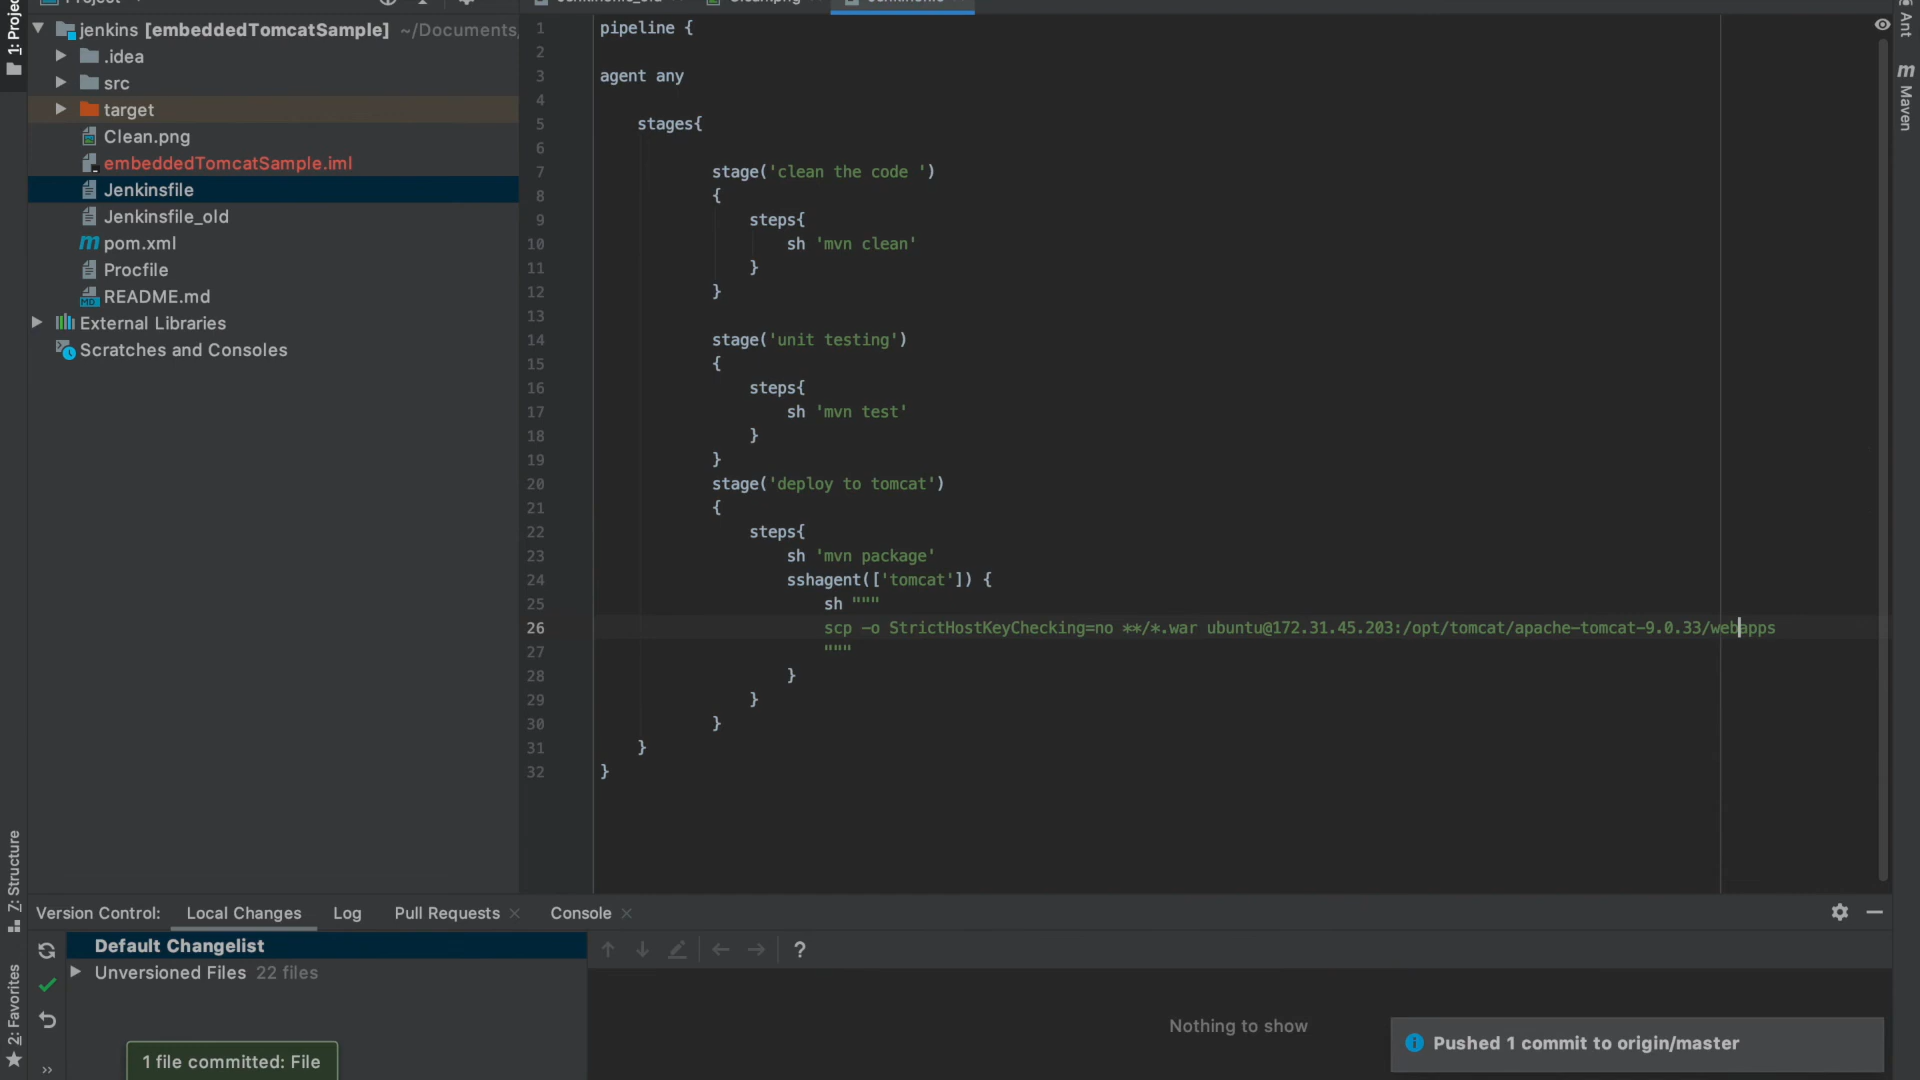 1: Project
jenkins [embeddedTomcatSample] ~/Documents/
.idea
src
target
Clean.png
embeddedTomcatSample.iml
Jenkinsfile
Jenkinsfile_old
pom.xml
Procfile
README.md
External Libraries
Scratches and Consoles
1 pipeline {
2
3 agent any
4
5 stages{
6
7 stage('clean the code ')
8 {
9 steps{
10 sh 'mvn clean'
11 }
12 }
13
14 stage('unit testing')
15 {
16 steps{
17 sh 'mvn test'
18 }
19 }
20 stage('deploy to tomcat')
21 {
22 steps{
23 sh 'mvn package'
24 sshagent(['tomcat']) {
25 sh """
26 scp -o StrictHostKeyChecking=no **/*.war ubuntu@172.31.45.203:/opt/tomcat/apache-tomcat-9.0.33/webapps
27 """
28 }
29 }
30 }
31 }
32 }
Ant
m Maven
Z: Structure
2: Favorites
Version Control: Local Changes Log Pull Requests Console
Default Changelist
Unversioned Files 22 files
?
Nothing to show
1 file committed: File
Pushed 1 commit to origin/master